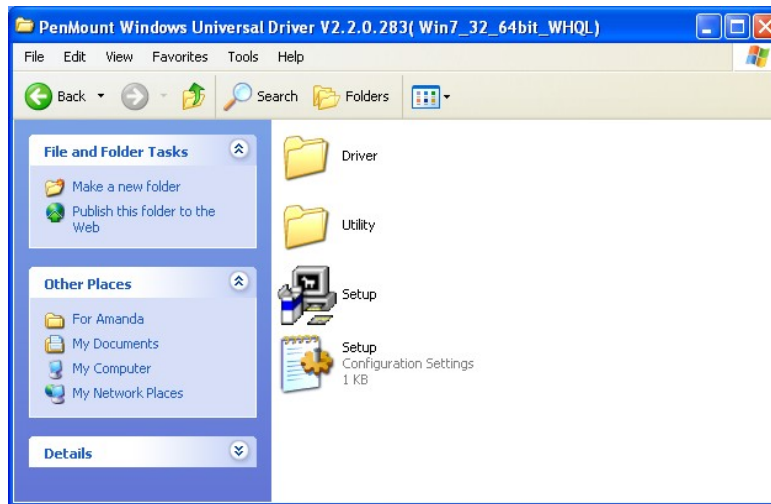 PenMount Windows Universal Driver V2.2.0.283( Win7_32_64bit_WHQL)
File Edit View Favorites Tools Help
Back Search Folders
File and Folder Tasks
Make a new folder
Publish this folder to the
Web
Other Places
For Amanda
My Documents
My Computer
My Network Places
Details
Driver
Utility
Setup
Setup
Configuration Settings
1 KB